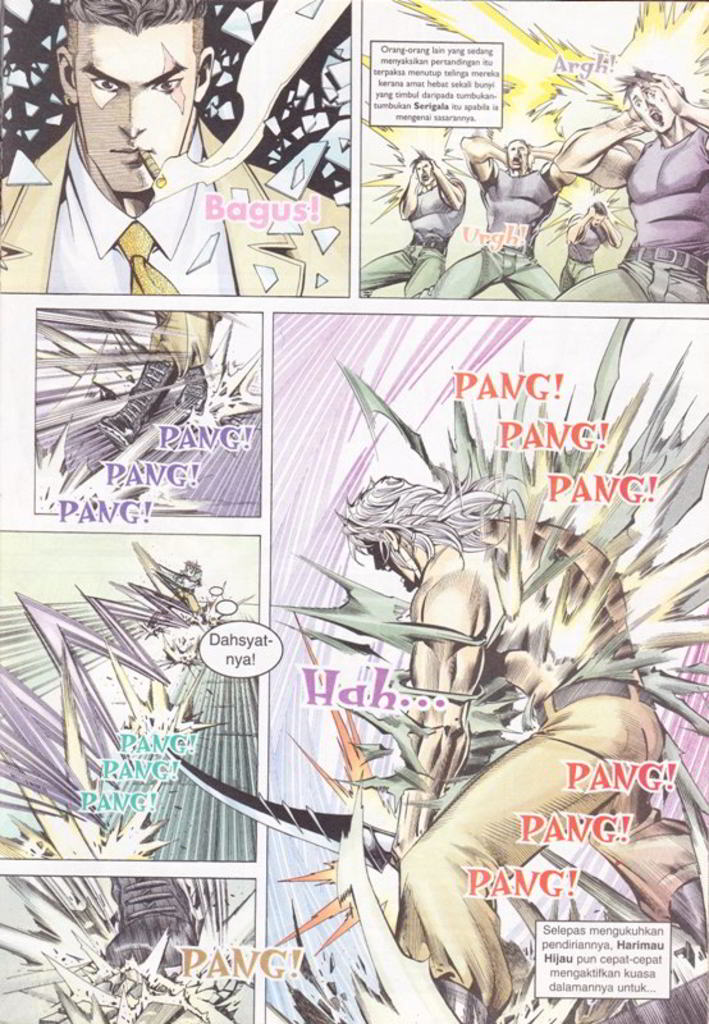 Bagus!
Orang-orang lain yang sedang
menyaksikan pertandingan itu
terpaksa menutup telinga mereka
kerana amat hebat sekali bunyi
yang timbul daripada tumbukan-
tumbukan Serigala itu apabila ia
mengenai sasarannya.
Argh!
Urgh!
PANG!
PANG!
PANG!
PANG!
PANG!
PANG!
Hah...
PANG!
PANG!
PANG!
Dahsyat-
nya!
PANG!
PANG!
PANG!
PANG!
Selepas mengukuhkan
pendiriannya, Harimau
Hijau pun cepat-cepat
mengaktifkan kuasa
dalamannya untuk...